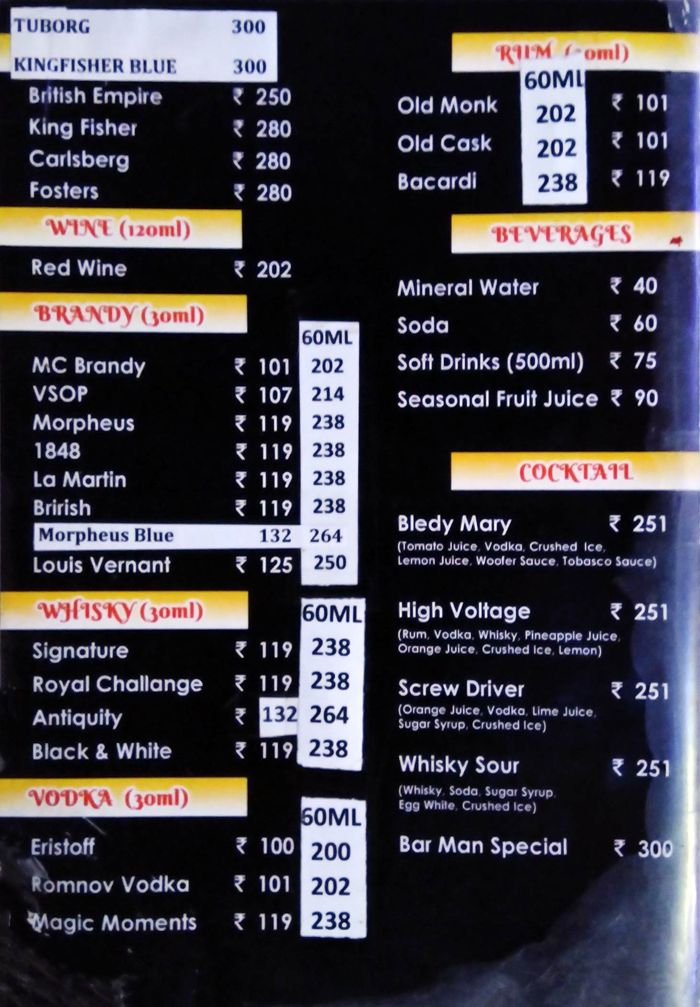 TUBORG 300
KINGFISHER BLUE 300
British Empire ₹ 250
King Fisher ₹ 280
Carlsberg ₹ 280
Fosters ₹ 280
WINE (120ml)
Red Wine ₹ 202
BRANDY (30ml)
60ML
MC Brandy ₹ 101 202
VSOP ₹ 107 214
Morpheus ₹ 119 238
1848 ₹ 119 238
La Martin ₹ 119 238
Brirish ₹ 119 238
Morpheus Blue 132 264
Louis Vernant ₹ 125 250
WHISKY (30ml)
60ML
Signature ₹ 119 238
Royal Challange ₹ 119 238
Antiquity ₹ 132 264
Black & White ₹ 119 238
VODKA (30ml)
60ML
Eristoff ₹ 100 200
Romnov Vodka ₹ 101 202
Magic Moments ₹ 119 238
RUM
60ML
Old Monk 202 ₹ 101
Old Cask 202 ₹ 101
Bacardi 238 ₹ 119
BEVERAGES
Mineral Water ₹ 40
Soda ₹ 60
Soft Drinks (500ml) ₹ 75
Seasonal Fruit Juice ₹ 90
COCKTAIL
Bledy Mary ₹ 251
(Tomato Juice, Vodka, Crushed Ice,
Lemon Juice, Woofer Sauce, Tobasco Sauce)
High Voltage ₹ 251
(Rum, Vodka, Whisky, Pineapple Juice,
Orange Juice, Crushed Ice, Lemon)
Screw Driver ₹ 251
(Orange Juice, Vodka, Lime Juice,
Sugar Syrup, Crushed Ice)
Whisky Sour ₹ 251
(Whisky, Soda, Sugar Syrup,
Egg White, Crushed Ice)
Bar Man Special ₹ 300